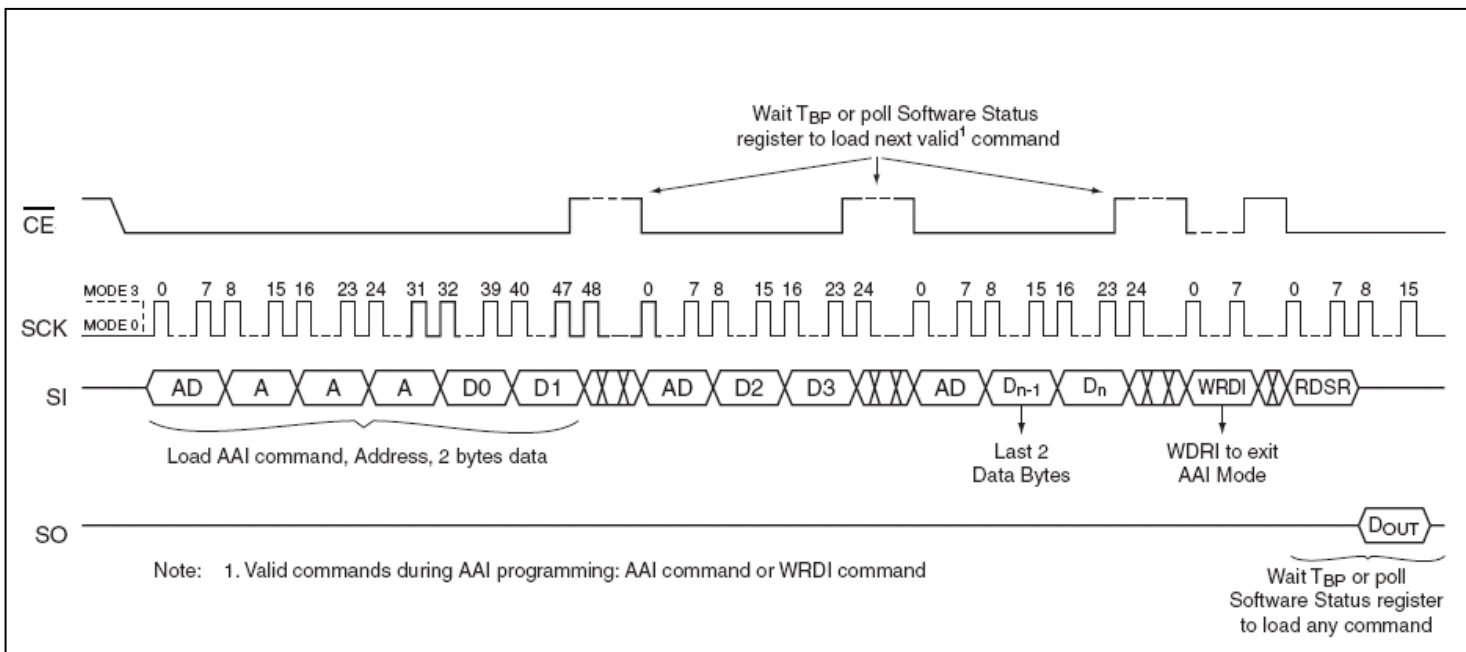 Wait TBP or poll Software Status
register to load next valid1 command
CE
MODE 3
MODE 0
SCK
0 7 8 15 16 23 24 31 32 39 40 47 48 0 7 8 15 16 23 24 0 7 8 15 16 23 24 0 7 0 7 8 15
SI
AD A A A D0 D1 AD D2 D3 AD Dn-1 Dn WRDI RDSR
Load AAI command, Address, 2 bytes data
Last 2
Data Bytes
WDRI to exit
AAI Mode
SO
DOUT
Note: 1. Valid commands during AAI programming: AAI command or WRDI command
Wait TBP or poll
Software Status register
to load any command